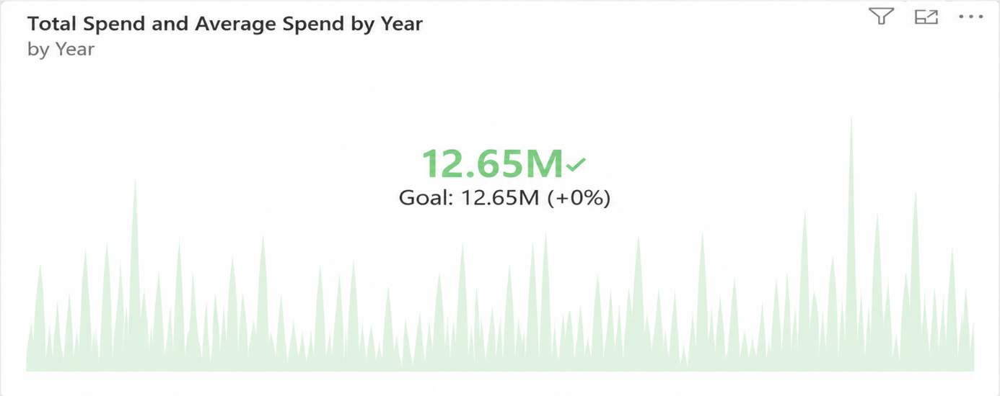 Total Spend and Average Spend by Year
by Year
12.65M
Goal: 12.65M (+0%)